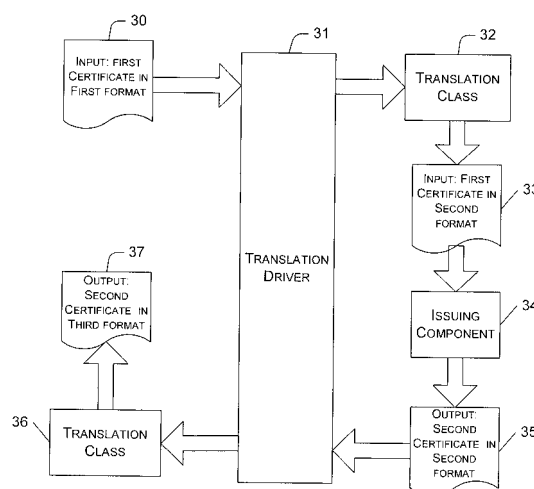 30
INPUT: FIRST
CERTIFICATE IN
FIRST FORMAT
31
TRANSLATION
DRIVER
32
TRANSLATION
CLASS
INPUT: FIRST
CERTIFICATE IN
SECOND
FORMAT
33
ISSUING
COMPONENT
34
OUTPUT:
SECOND
CERTIFICATE IN
SECOND
FORMAT
35
36
TRANSLATION
CLASS
37
OUTPUT:
SECOND
CERTIFICATE IN
THIRD FORMAT